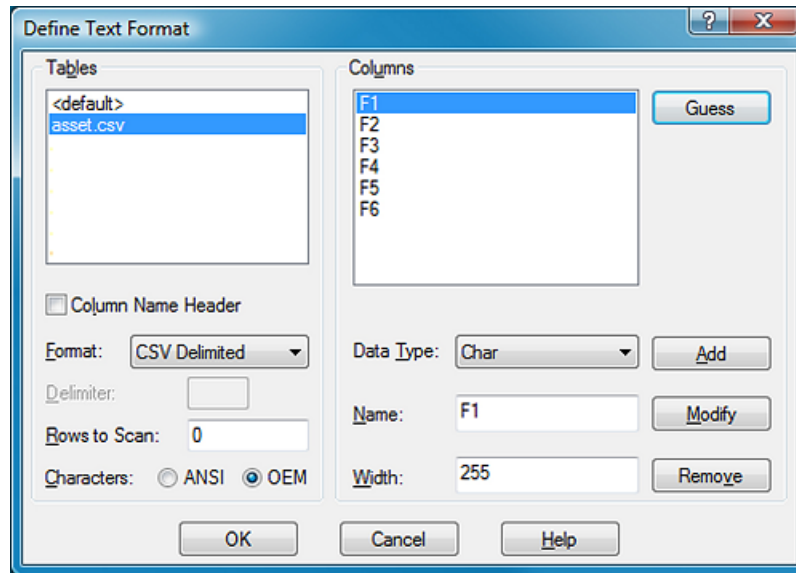 Define Text Format
Tables
<default>
asset.csv
Column Name Header
Format: CSV Delimited
Delimiter:
Rows to Scan: 0
Characters: ANSI OEM
Columns
F1
F2
F3
F4
F5
F6
Guess
Data Type: Char
Add
Name: F1
Modify
Width: 255
Remove
OK Cancel Help